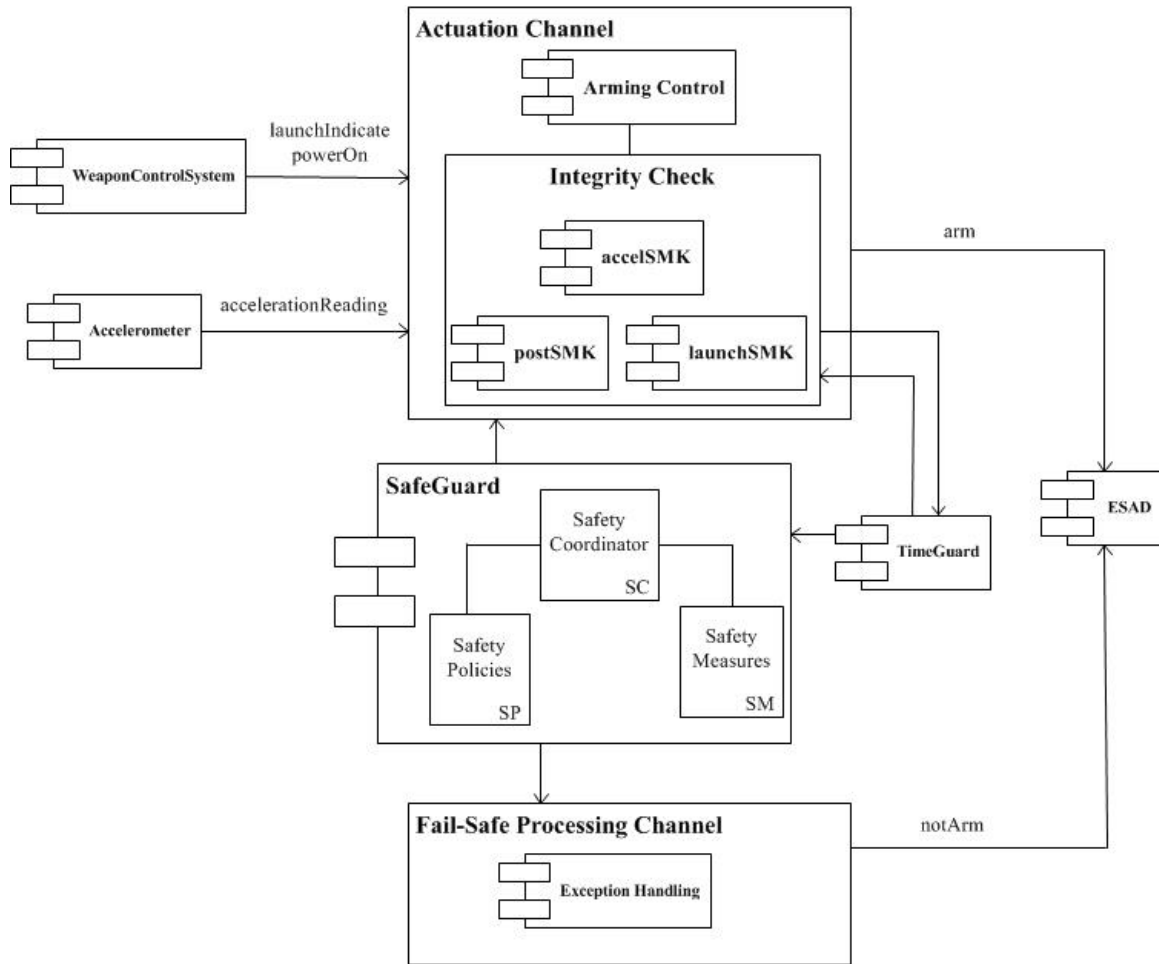 Actuation Channel
Arming Control
launchIndicate
powerOn
WeaponControlSystem
Integrity Check
accelSMK
arm
accelerationReading
Accelerometer
postSMK
launchSMK
SafeGuard
Safety
Coordinator
SC
TimeGuard
ESAD
Safety
Policies
SP
Safety
Measures
SM
Fail-Safe Processing Channel
notArm
Exception Handling